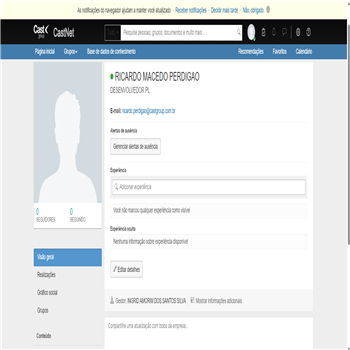 As notificações do navegador ajudam a manter você atualizado. Receber notificações · Decidir mais tarde · Não, obrigado.
Cast group CastNet
Tudo Pesquise pessoas, grupos, documentos e muito mais...
Página inicial Grupos Base de dados de conhecimento Recomendações Favoritos Calendário
RICARDO MACEDO PERDIGAO
DESENVOLVEDOR PL
E-mail: ricardo.perdigao@castgroup.com.br
Alertas de ausência
Gerenciar alertas de ausência
Experiência
Adicionar experiência
Você não marcou qualquer experiência como visível
Experiência oculta
Nenhuma informação sobre experiência disponível
Editar detalhes
Gestor: INGRID AMORIM DOS SANTOS SILVA Mostrar informações adicionais
Compartilhe uma atualização com todos da empresa...
0 0
SEGUIDORES SEGUINDO
Visão geral
Realizações
Gráfico social
Grupos
Conteúdo